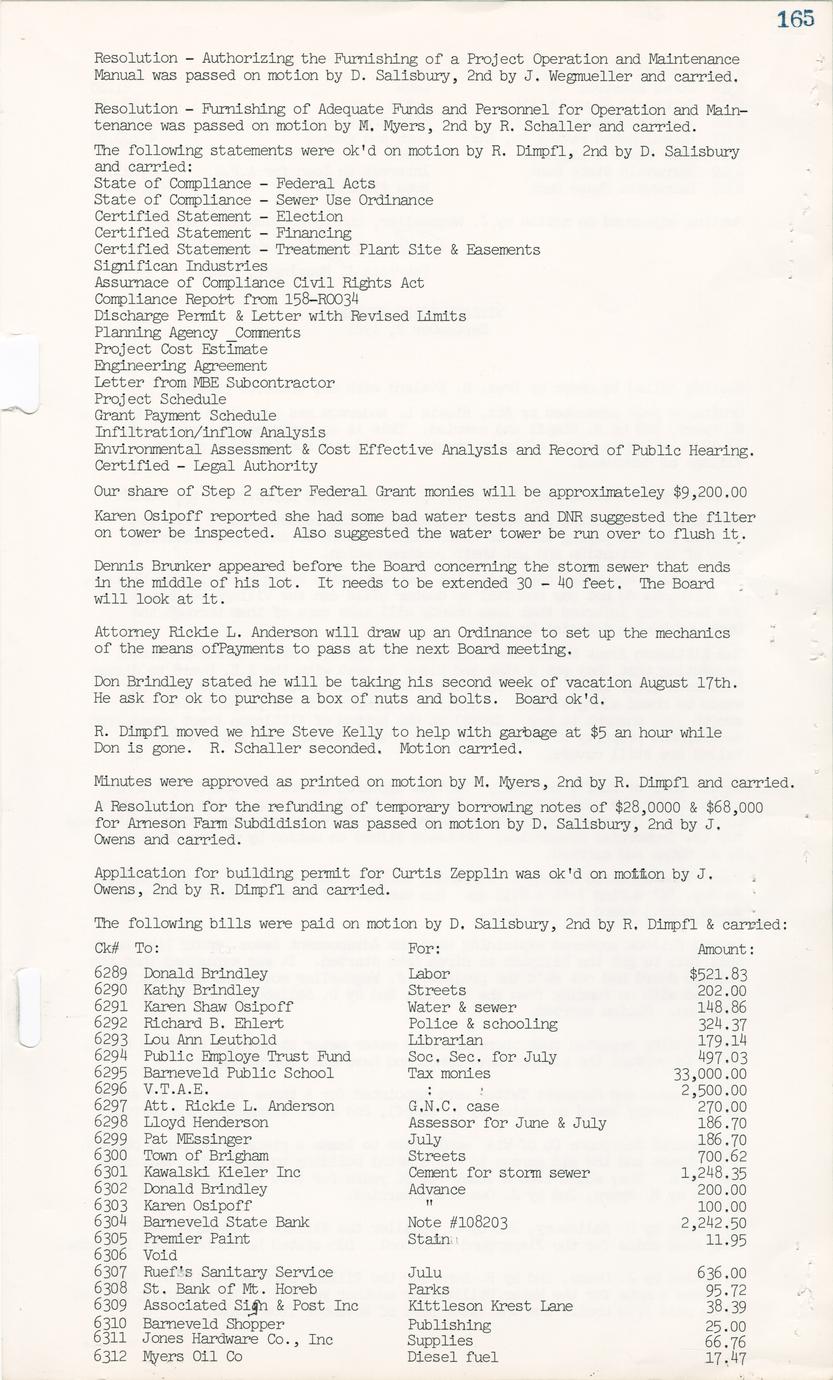 165
Resolution - Authorizing the Furnishing of a Project Operation and Maintenance
Manual was passed on motion by D. Salisbury, 2nd by J. Wegmueller and carried.
Resolution - Furnishing of Adequate Funds and Personnel for Operation and Main-
tenance was passed on motion by M. Myers, 2nd by R. Schaller and carried.
The following statements were ok'd on motion by R. Dimpfl, 2nd by D. Salisbury
and carried:
State of Compliance - Federal Acts
State of Compliance - Sewer Use Ordinance
Certified Statement - Election
Certified Statement - Financing
Certified Statement - Treatment Plant Site & Easements
Significan Industries
Assurnace of Compliance Civil Rights Act
Compliance Report from 158-R0034
Discharge Permit & Letter with Revised Limits
Planning Agency _Comments
Project Cost Estimate
Engineering Agreement
Letter from MBE Subcontractor
Project Schedule
Grant Payment Schedule
Infiltration/inflow Analysis
Environmental Assessment & Cost Effective Analysis and Record of Public Hearing.
Certified - Legal Authority
Our share of Step 2 after Federal Grant monies will be approximateley $9,200.00
Karen Osipoff reported she had some bad water tests and DNR suggested the filter
on tower be inspected. Also suggested the water tower be run over to flush it.
Dennis Brunker appeared before the Board concerning the storm sewer that ends
in the middle of his lot. It needs to be extended 30 - 40 feet. The Board
will look at it.
Attorney Rickie L. Anderson will draw up an Ordinance to set up the mechanics
of the means ofPayments to pass at the next Board meeting.
Don Brindley stated he will be taking his second week of vacation August 17th.
He ask for ok to purchse a box of nuts and bolts. Board ok'd.
R. Dimpfl moved we hire Steve Kelly to help with garbage at $5 an hour while
Don is gone. R. Schaller seconded. Motion carried.
Minutes were approved as printed on motion by M. Myers, 2nd by R. Dimpfl and carried.
A Resolution for the refunding of temporary borrowing notes of $28,0000 & $68,000
for Arneson Farm Subdidision was passed on motion by D. Salisbury, 2nd by J.
Owens and carried.
Application for building permit for Curtis Zepplin was ok'd on motion by J.
Owens, 2nd by R. Dimpfl and carried.
The following bills were paid on motion by D. Salisbury, 2nd by R. Dimpfl & carried:
Ck# To: For: Amount:
6289 Donald Brindley Labor $521.83
6290 Kathy Brindley Streets 202.00
6291 Karen Shaw Osipoff Water & sewer 148.86
6292 Richard B. Ehlert Police & schooling 324.37
6293 Lou Ann Leuthold Librarian 179.14
6294 Public Employe Trust Fund Soc. Sec. for July 497.03
6295 Barneveld Public School Tax monies 33,000.00
6296 V.T.A.E. : : 2,500.00
6297 Att. Rickie L. Anderson G.N.C. case 270.00
6298 Lloyd Henderson Assessor for June & July 186.70
6299 Pat MEssinger July 186.70
6300 Town of Brigham Streets 700.62
6301 Kawalski Kieler Inc Cement for storm sewer 1,248.35
6302 Donald Brindley Advance 200.00
6303 Karen Osipoff " 100.00
6304 Barneveld State Bank Note #108203 2,242.50
6305 Premier Paint Stain 11.95
6306 Void
6307 Ruef's Sanitary Service Julu 636.00
6308 St. Bank of Mt. Horeb Parks 95.72
6309 Associated Sign & Post Inc Kittleson Krest Lane 38.39
6310 Barneveld Shopper Publishing 25.00
6311 Jones Hardware Co., Inc Supplies 66.76
6312 Myers Oil Co Diesel fuel 17.47